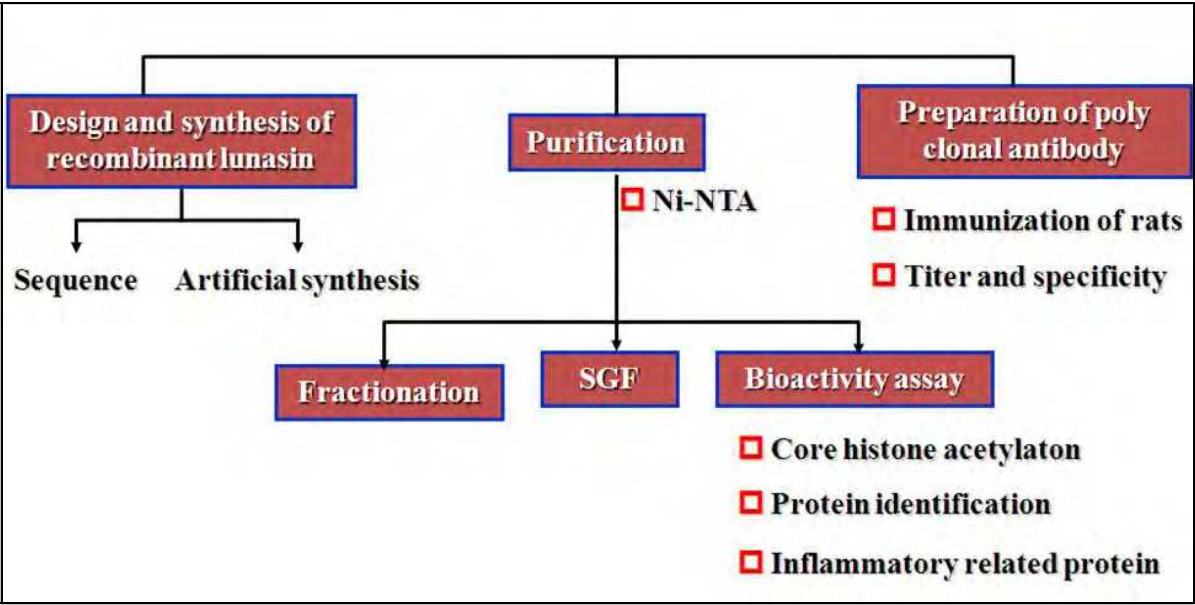 Design and synthesis of
recombinant lunasin
Purification
Preparation of poly
clonal antibody
Ni-NTA
Immunization of rats
Titer and specificity
Sequence
Artificial synthesis
Fractionation
SGF
Bioactivity assay
Core histone acetylaton
Protein identification
Inflammatory related protein